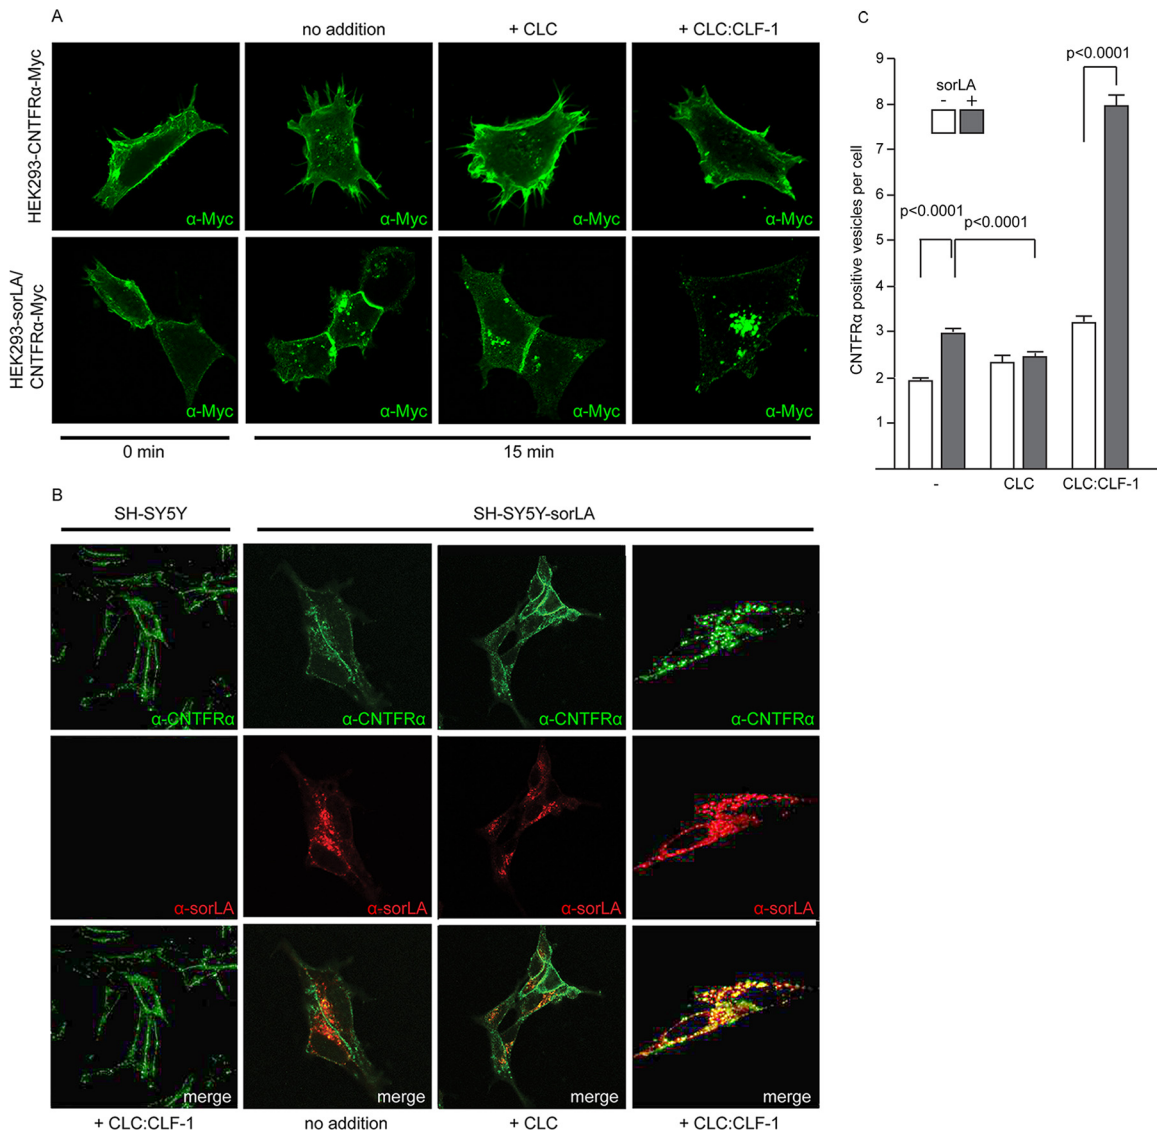 A
no addition
+ CLC
+ CLC:CLF-1
HEK293-CNTFRα-Myc
α-Myc
α-Myc
α-Myc
α-Myc
HEK293-sorLA/
CNTFRα-Myc
α-Myc
α-Myc
α-Myc
α-Myc
0 min
15 min
B
SH-SY5Y
SH-SY5Y-sorLA
α-CNTFRα
α-CNTFRα
α-CNTFRα
α-CNTFRα
α-sorLA
α-sorLA
α-sorLA
merge
merge
merge
merge
+ CLC:CLF-1
no addition
+ CLC
+ CLC:CLF-1
C
CNTFRα positive vesicles per cell
9
8
7
6
5
4
3
2
1
sorLA
- +
p<0.0001
p<0.0001
p<0.0001
-
CLC
CLC:CLF-1